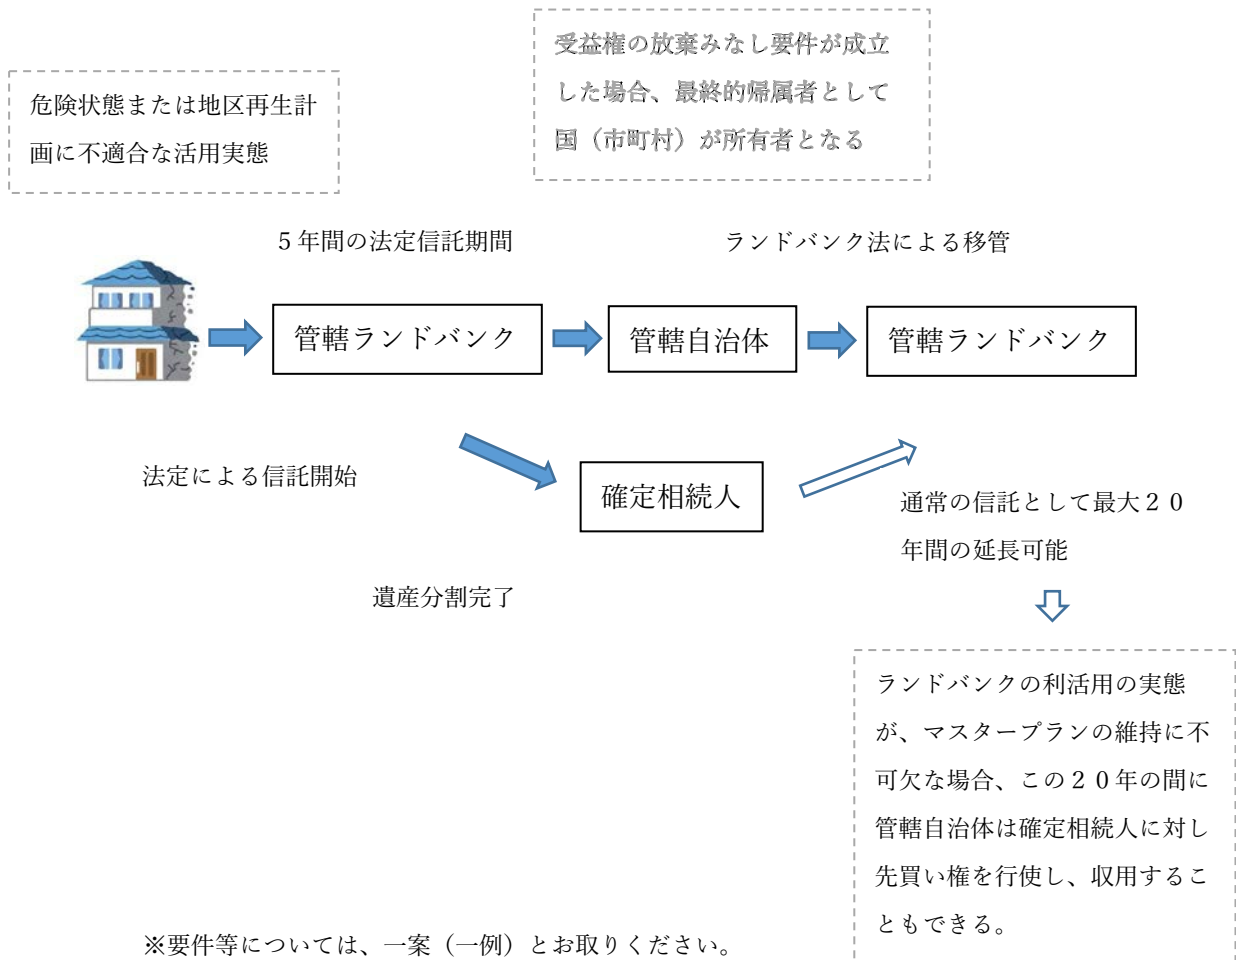 受益権の放棄みなし要件が成立
した場合、最終的帰属者として
国（市町村）が所有者となる
危険状態または地区再生計
画に不適合な活用実態
５年間の法定信託期間
ランドバンク法による移管
管轄ランドバンク
管轄自治体
管轄ランドバンク
法定による信託開始
確定相続人
通常の信託として最大２０
年間の延長可能
遺産分割完了
ランドバンクの利活用の実態
が、マスタープランの維持に不
可欠な場合、この２０年の間に
管轄自治体は確定相続人に対し
先買い権を行使し、収用するこ
ともできる。
※要件等については、一案（一例）とお取りください。